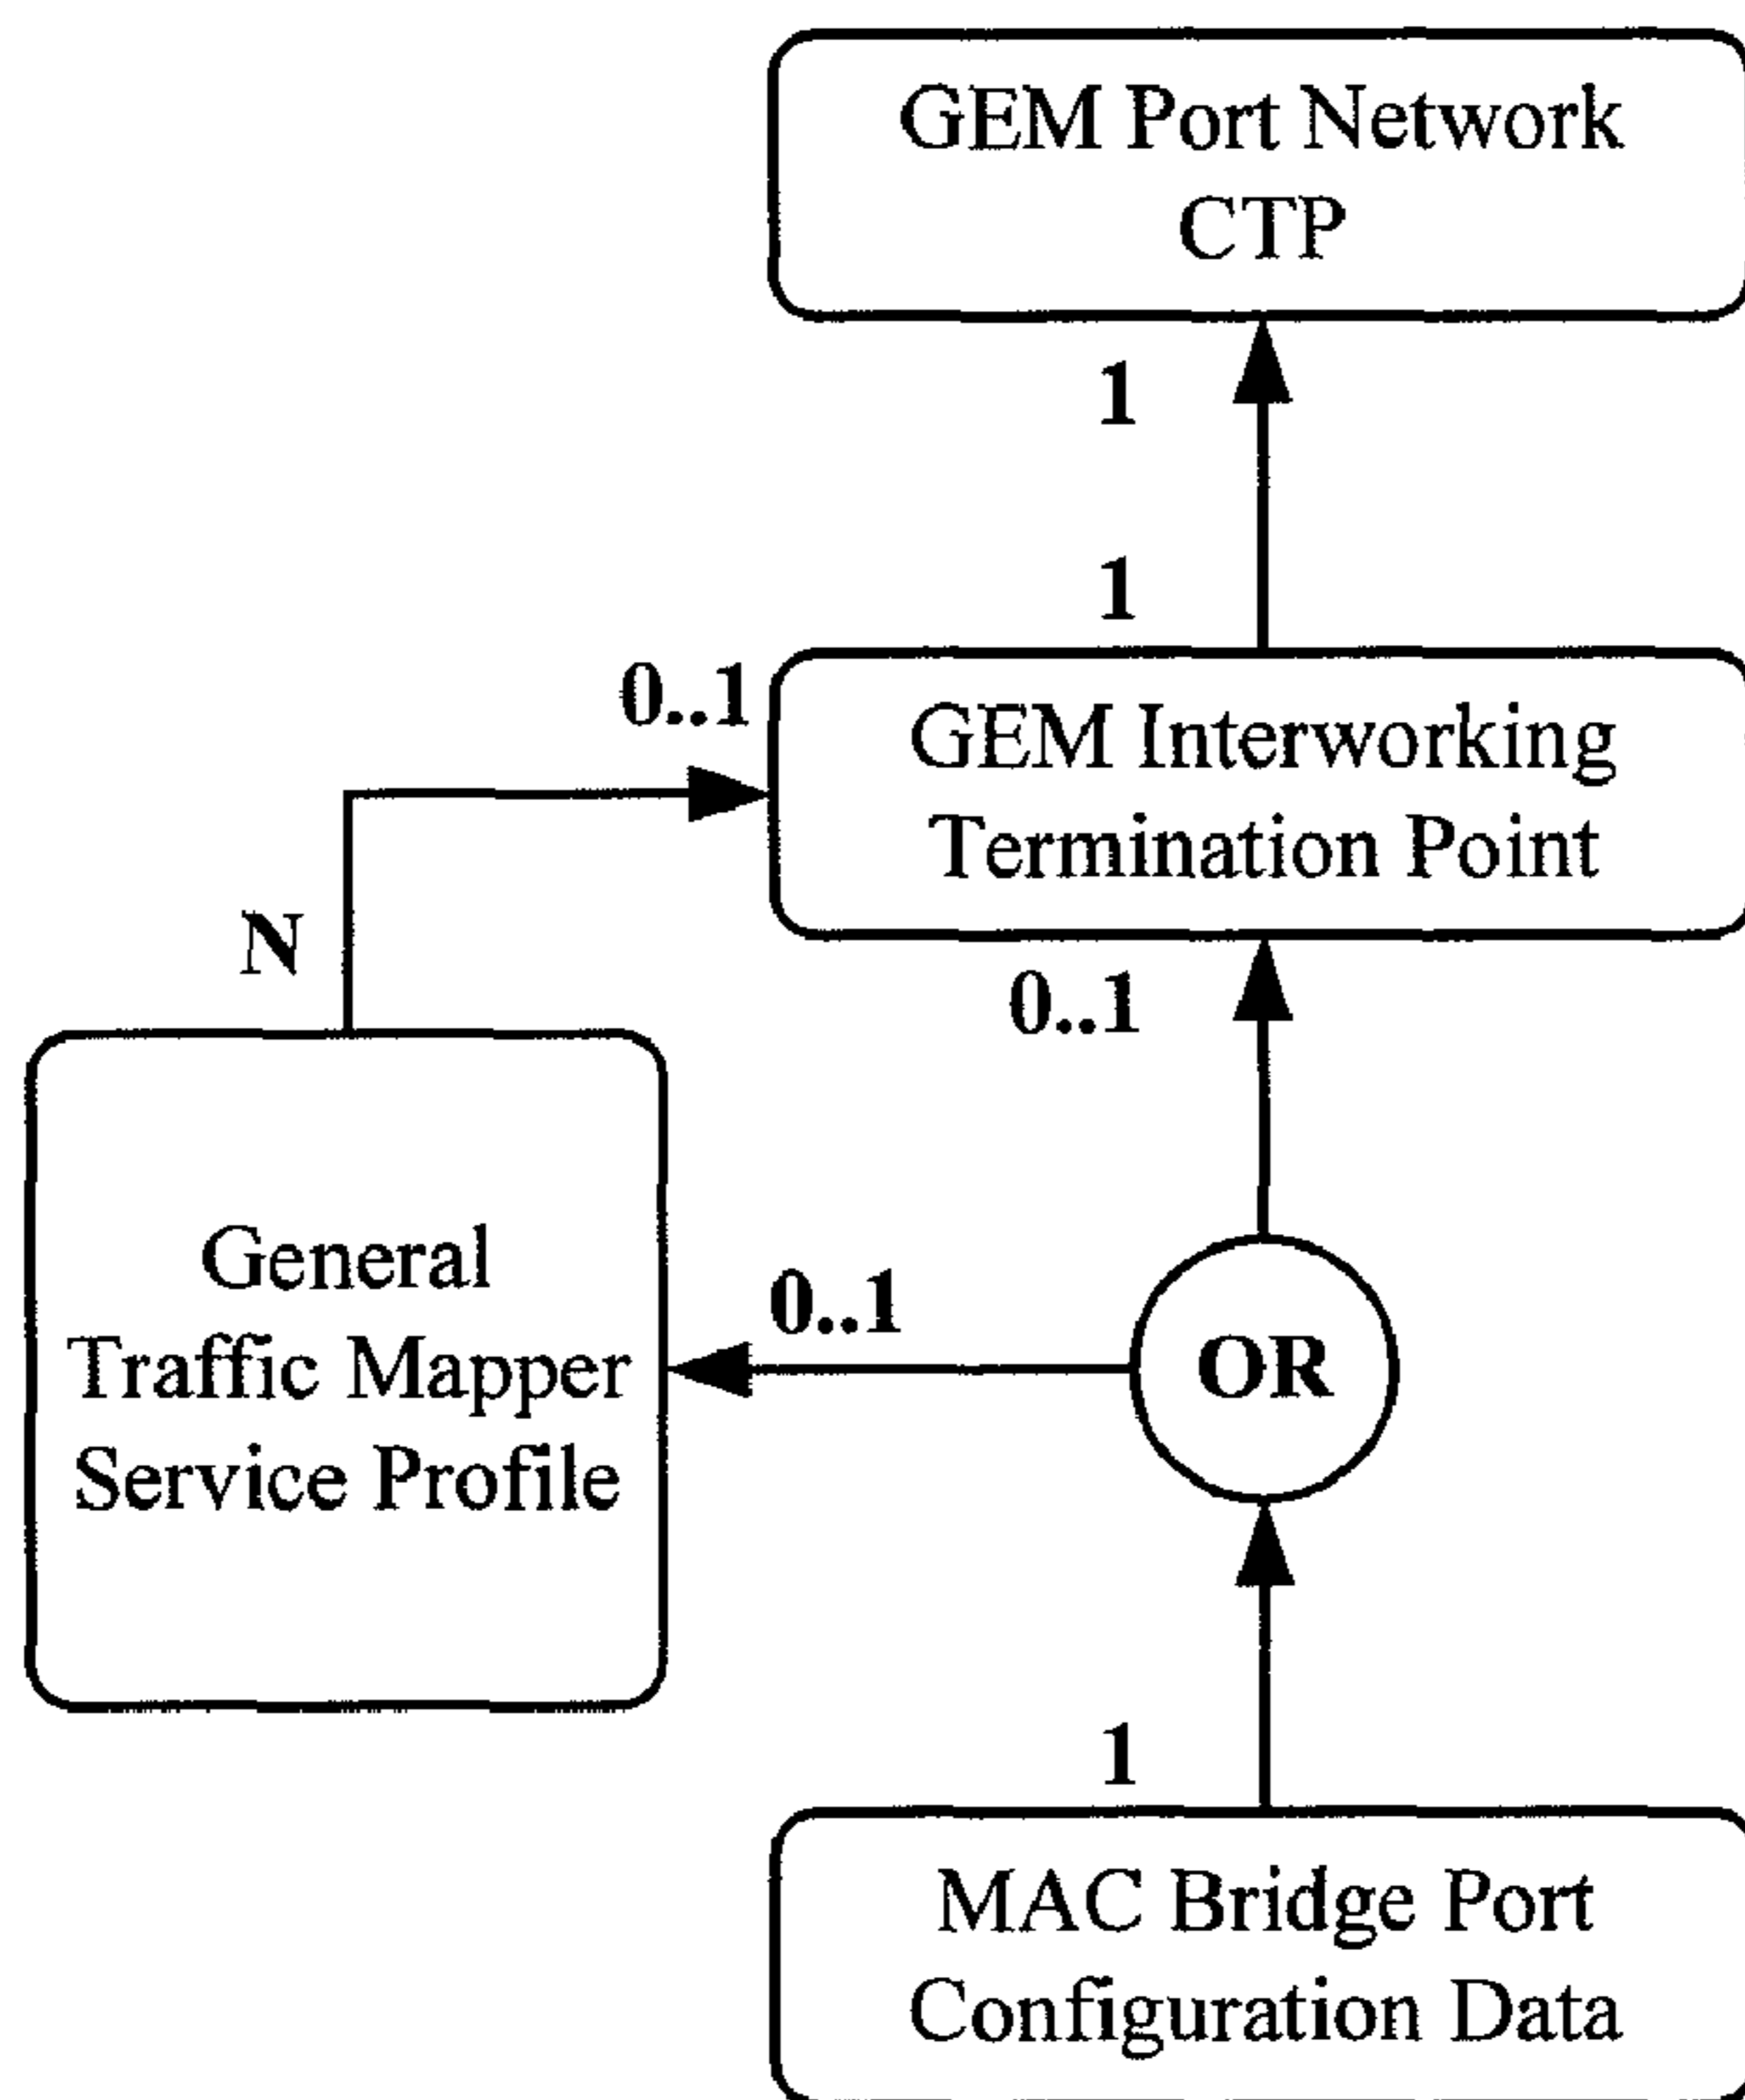 GEM Port Network
CTP
1
1
0..1
GEM Interworking
Termination Point
N
0..1
General
Traffic Mapper
Service Profile
0..1
OR
1
MAC Bridge Port
Configuration Data